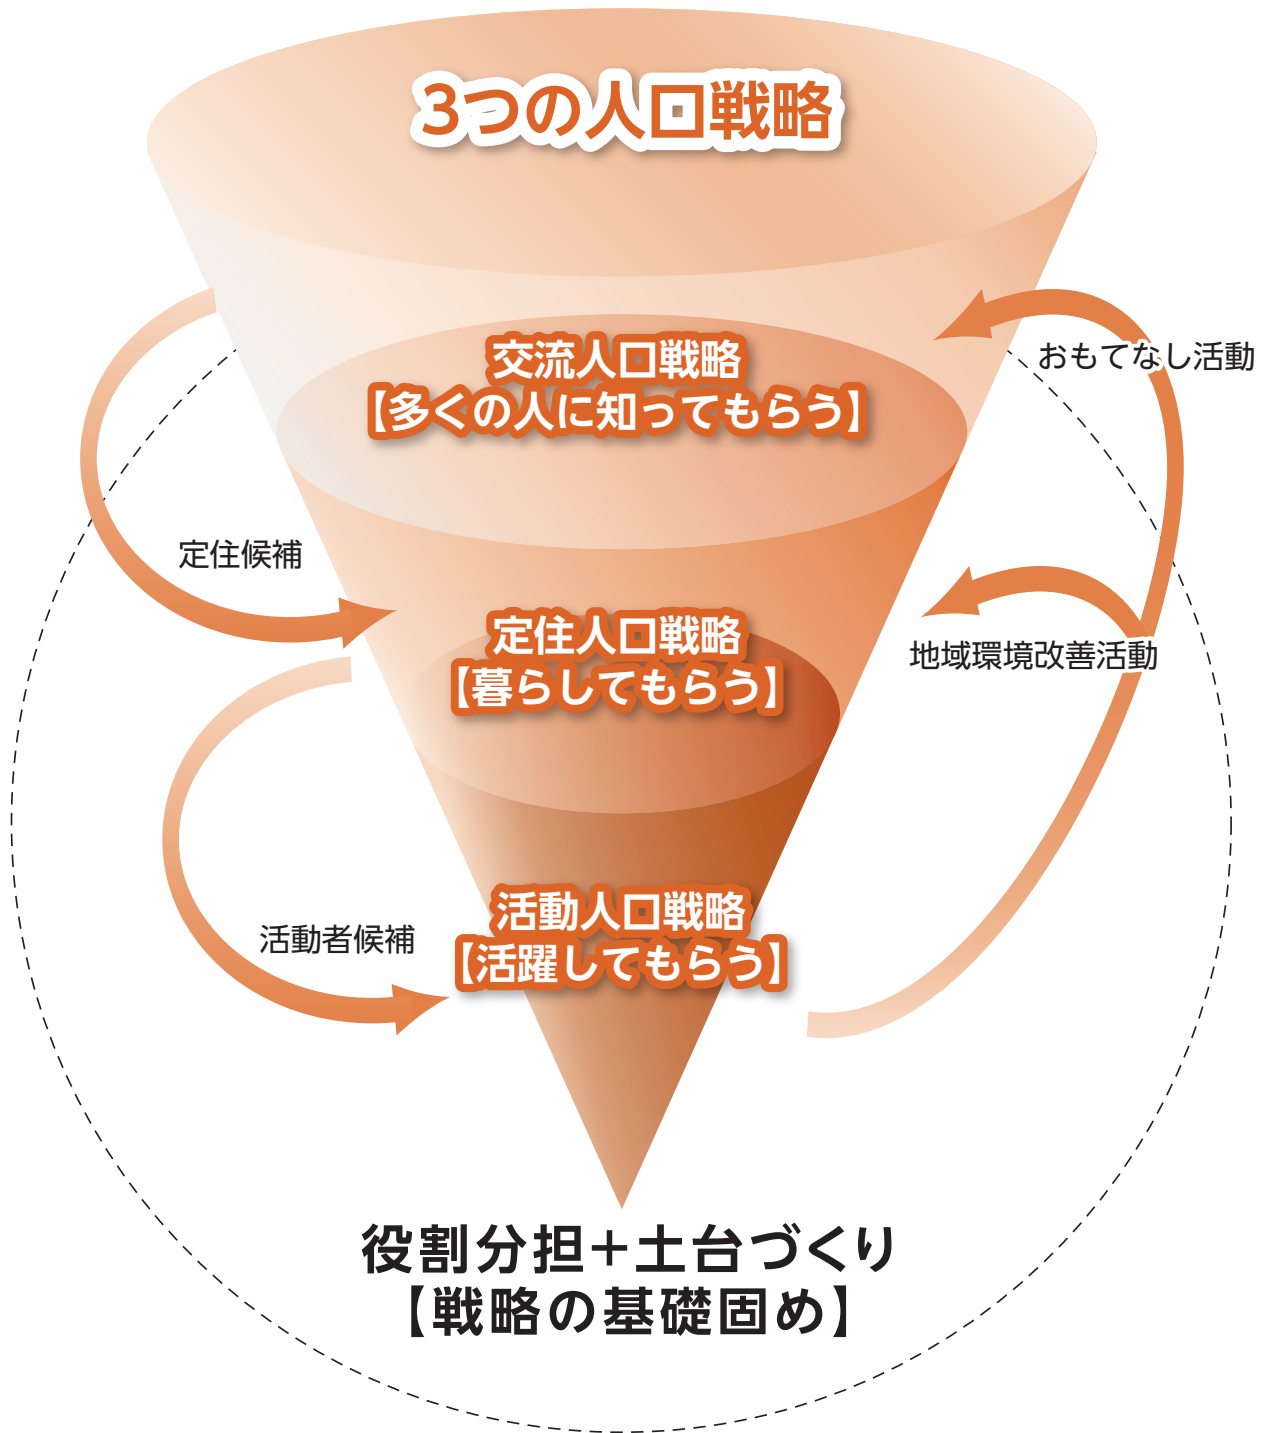 3つの人口戦略
交流人口戦略
【多くの人に知ってもらう】
おもてなし活動
定住候補
定住人口戦略
【暮らしてもらう】
地域環境改善活動
活動人口戦略
【活躍してもらう】
活動者候補
役割分担+土台づくり
【戦略の基礎固め】